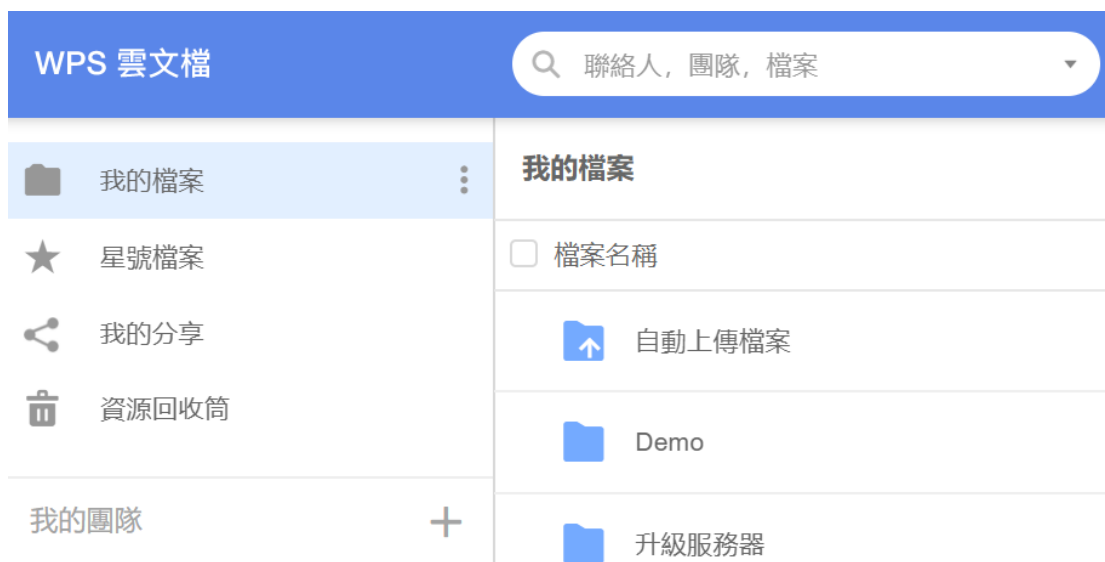 WPS 雲文檔
聯絡人，團隊，檔案
我的檔案
星號檔案
我的分享
資源回收筒
我的團隊
我的檔案
檔案名稱
自動上傳檔案
Demo
升級服務器